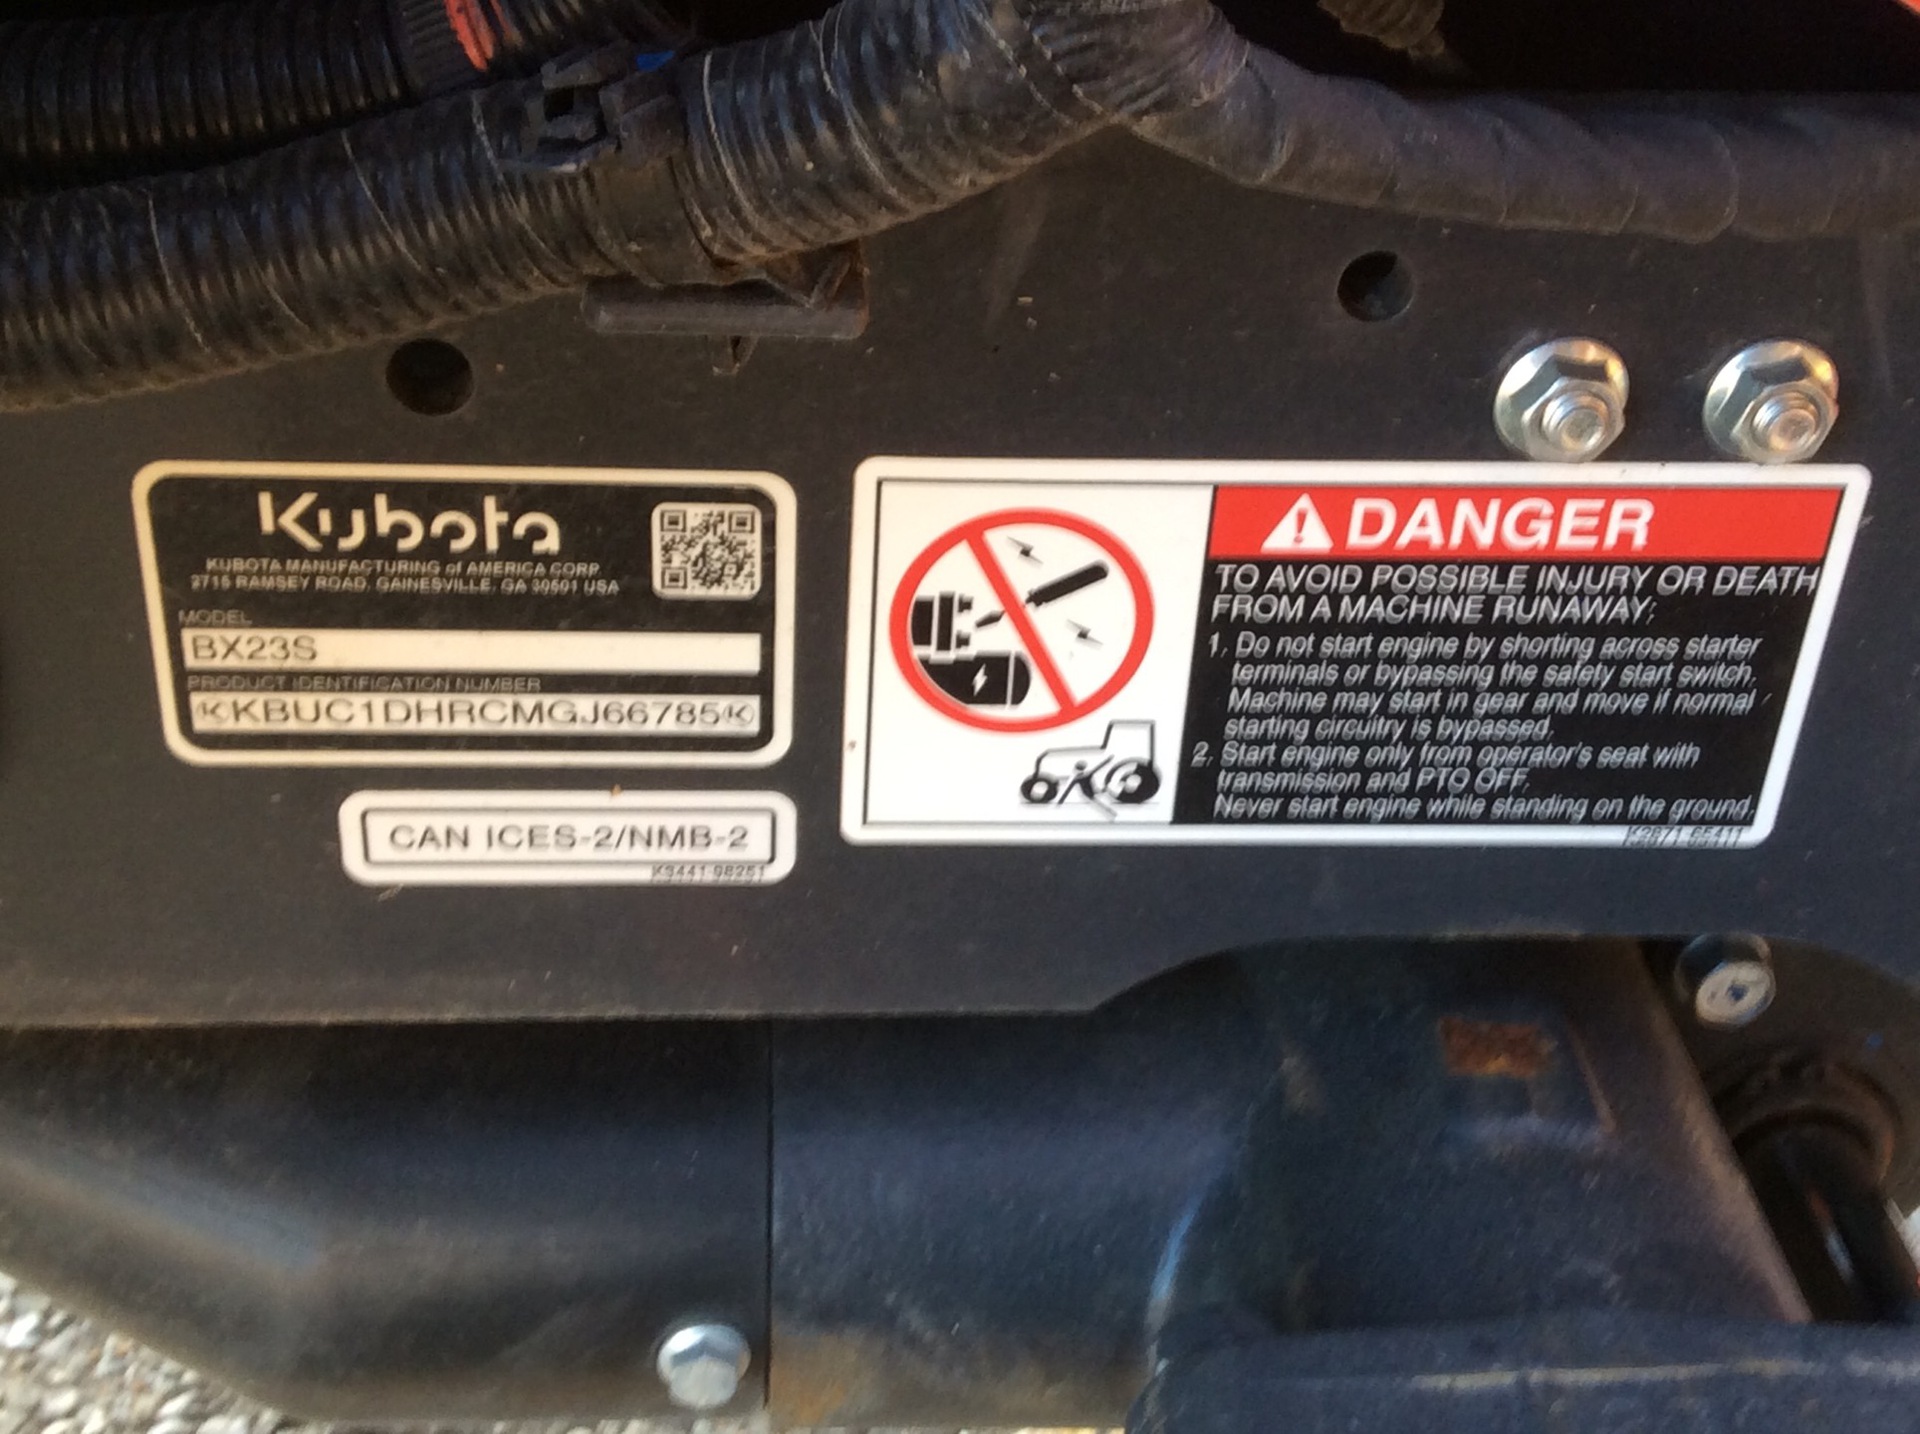 Kubota
KUBOTA MANUFACTURING of AMERICA CORP.
2715 RAMSEY ROAD, GAINESVILLE, GA 30501 USA
MODEL
BX23S
PRODUCT IDENTIFICATION NUMBER
KBUC1DHRCMGJ66785
CAN ICES-2/NMB-2
K3441-98251
DANGER
TO AVOID POSSIBLE INJURY OR DEATH
FROM A MACHINE RUNAWAY;
1. Do not start engine by shorting across starter
terminals or bypassing the safety start switch.
Machine may start in gear and move if normal
starting circuitry is bypassed.
2. Start engine only from operator's seat with
transmission and PTO OFF.
Never start engine while standing on the ground.
K2871-65411